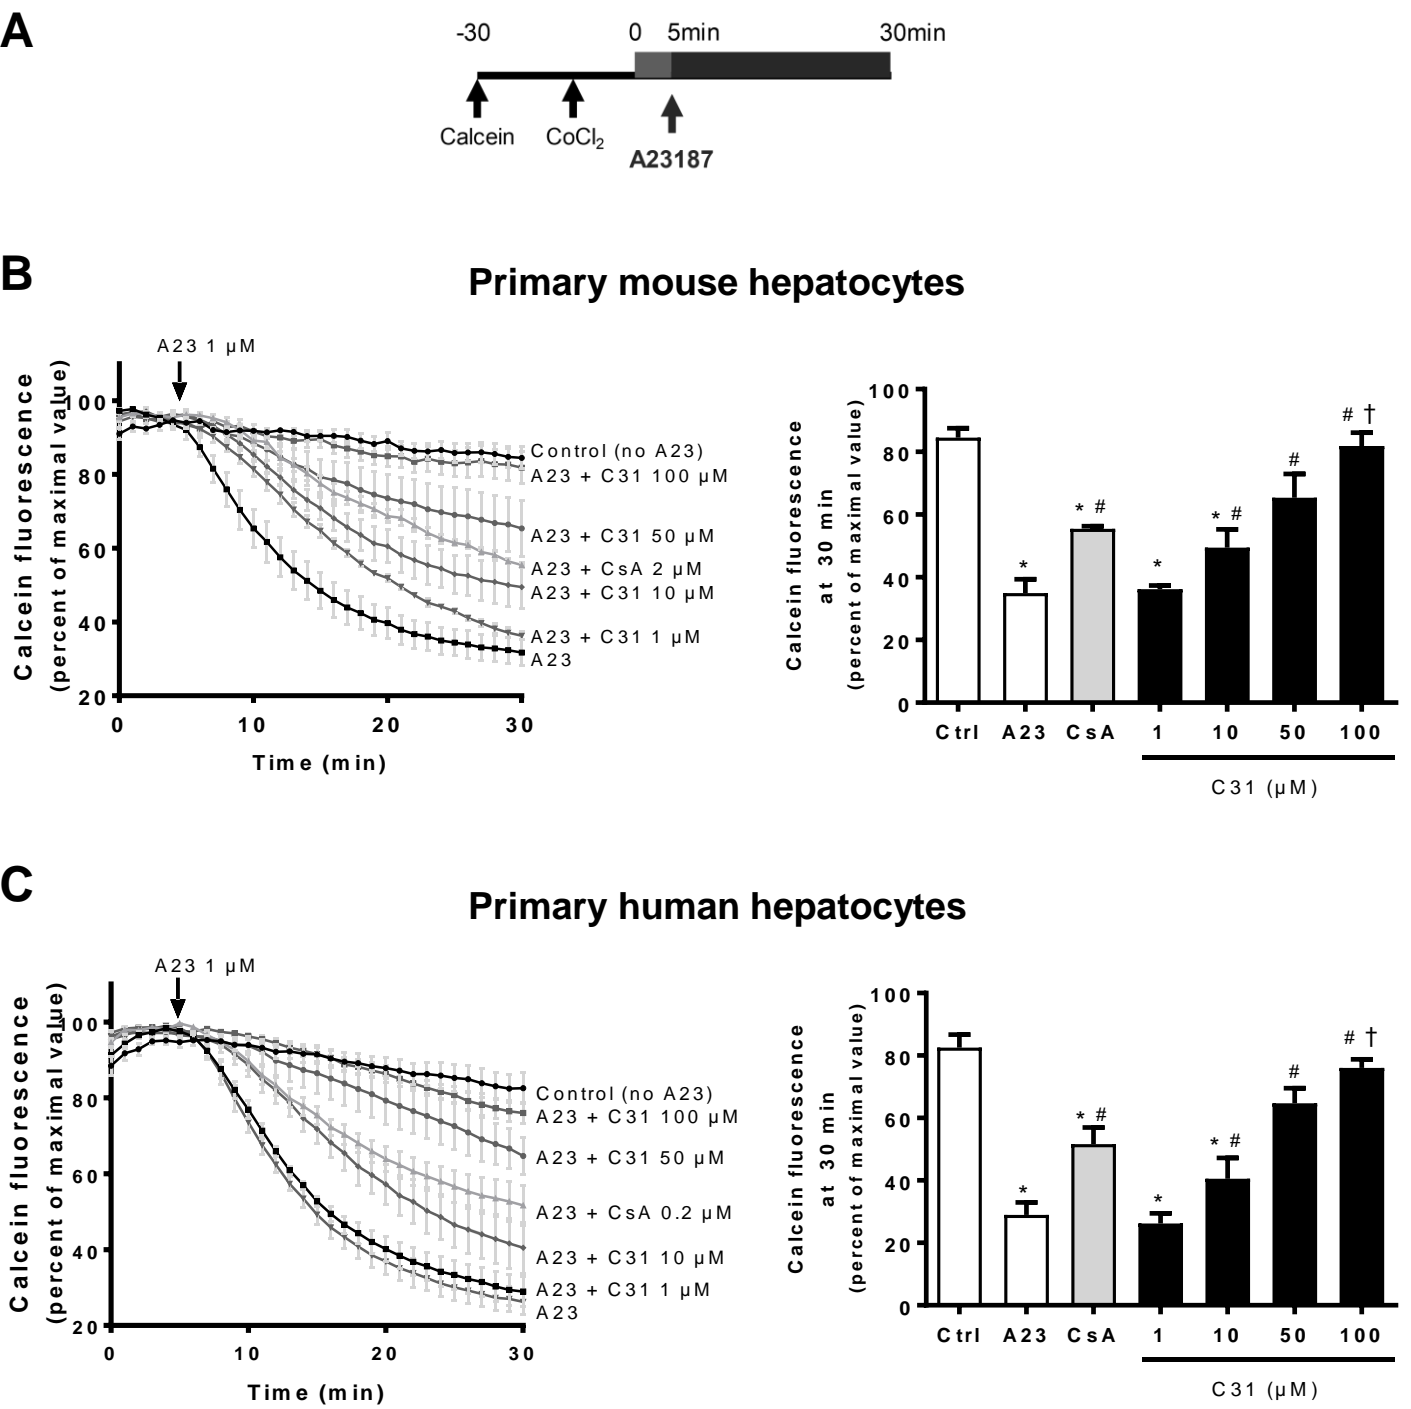 A
-30 0 5min 30min
Calcein CoCl₂
A23187
B
Primary mouse hepatocytes
A23 1 µM
Calcein fluorescence
(percent of maximal value)
100
80
60
40
20
0 10 20 30
Time (min)
Control (no A23)
A23 + C31 100 µM
A23 + C31 50 µM
A23 + CsA 2 µM
A23 + C31 10 µM
A23 + C31 1 µM
A23
Calcein fluorescence
at 30 min
(percent of maximal value)
100
80
60
40
20
0
*
* #
*
* #
#
# †
Ctrl A23 CsA 1 10 50 100
C31 (µM)
C
Primary human hepatocytes
A23 1 µM
Calcein fluorescence
(percent of maximal value)
100
80
60
40
20
0 10 20 30
Time (min)
Control (no A23)
A23 + C31 100 µM
A23 + C31 50 µM
A23 + CsA 0.2 µM
A23 + C31 10 µM
A23 + C31 1 µM
A23
Calcein fluorescence
at 30 min
(percent of maximal value)
100
80
60
40
20
0
*
* #
*
* #
#
# †
Ctrl A23 CsA 1 10 50 100
C31 (µM)